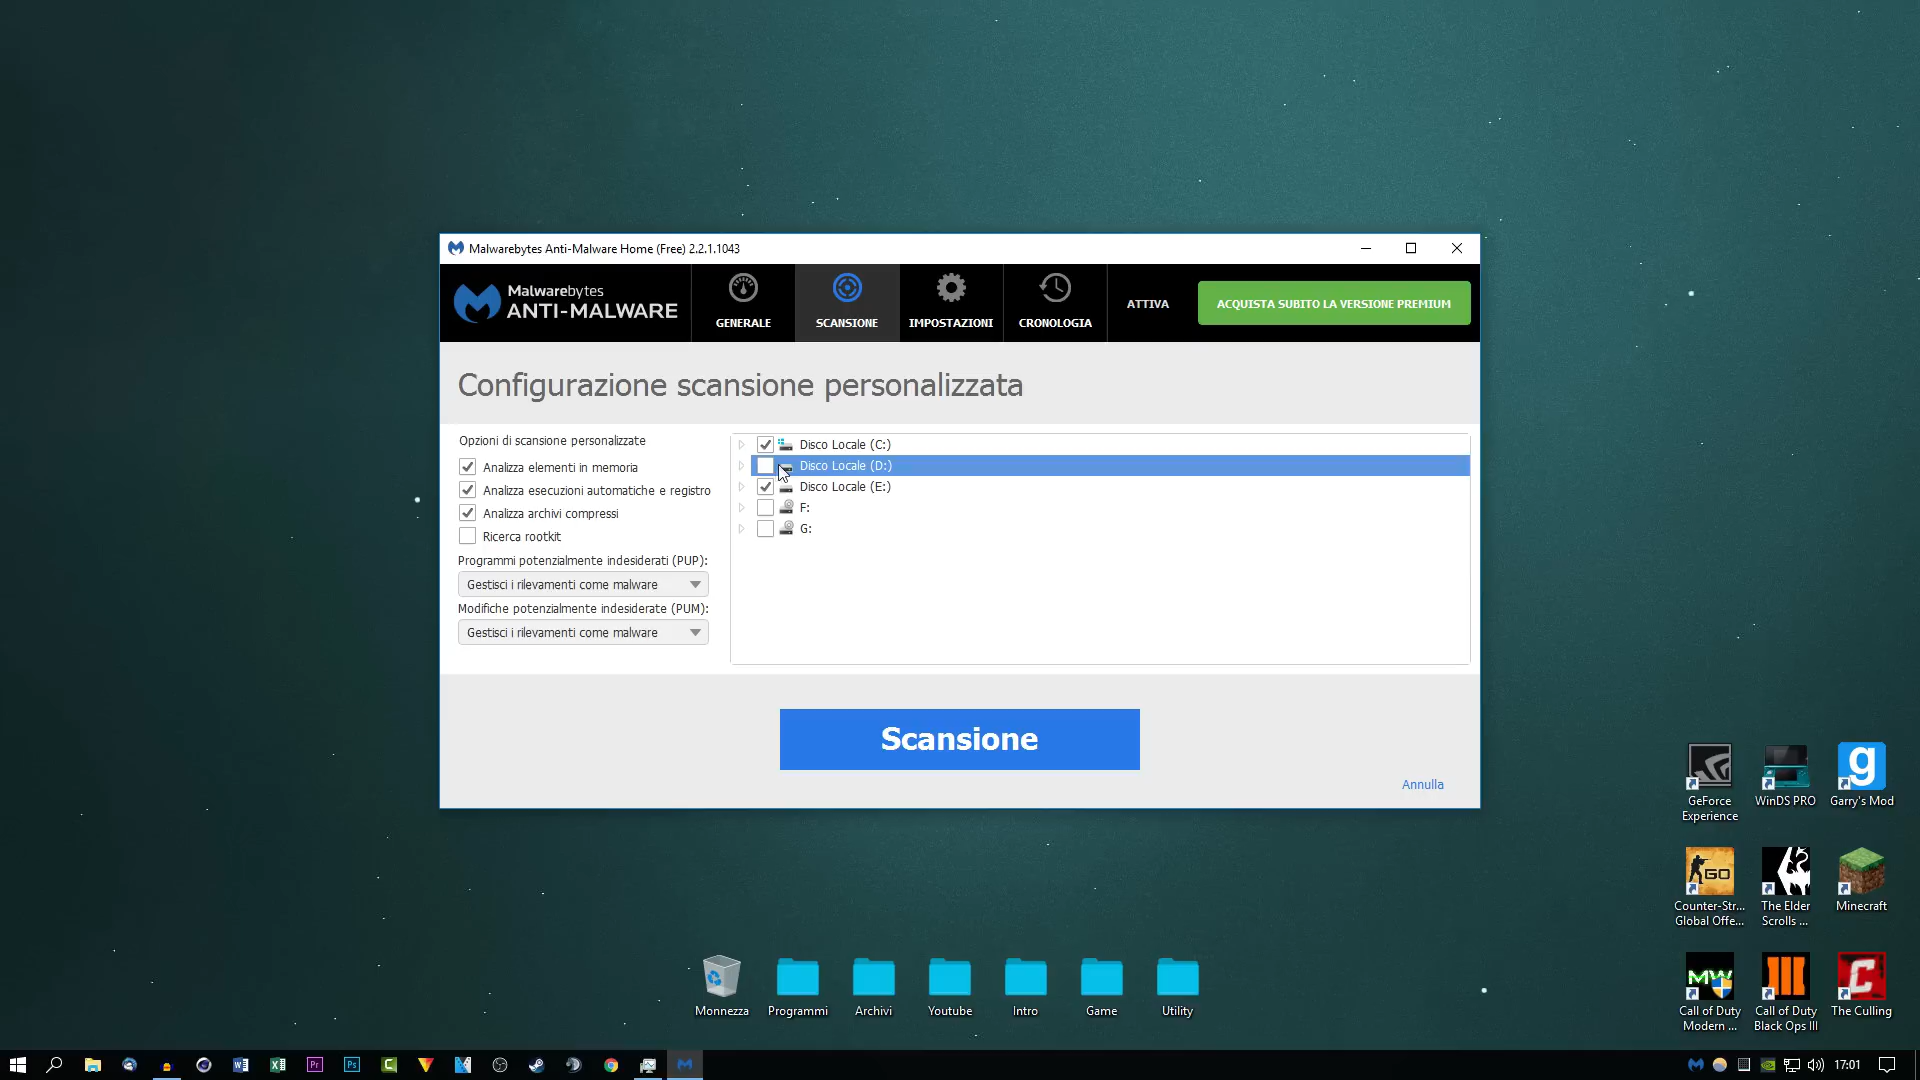 Malwarebytes Anti-Malware Home (Free) 2.2.1.1043
Malwarebytes
ANTI-MALWARE
GENERALE
SCANSIONE
IMPOSTAZIONI
CRONOLOGIA
ATTIVA
ACQUISTA SUBITO LA VERSIONE PREMIUM
Configurazione scansione personalizzata
Opzioni di scansione personalizzate
Analizza elementi in memoria
Analizza esecuzioni automatiche e registro
Analizza archivi compressi
Ricerca rootkit
Programmi potenzialmente indesiderati (PUP):
Gestisci i rilevamenti come malware
Modifiche potenzialmente indesiderate (PUM):
Gestisci i rilevamenti come malware
Disco Locale (C:)
Disco Locale (D:)
Disco Locale (E:)
F:
G:
Scansione
Annulla
GeForce
Experience
WinDS PRO
g
Garry's Mod
GO
Counter-Str...
Global Offe...
The Elder
Scrolls ...
Minecraft
MW
Call of Duty
Modern ...
Call of Duty
Black Ops III
C
The Culling
Monnezza
Programmi
Archivi
Youtube
Intro
Game
Utility
Pr
Ps
17:01